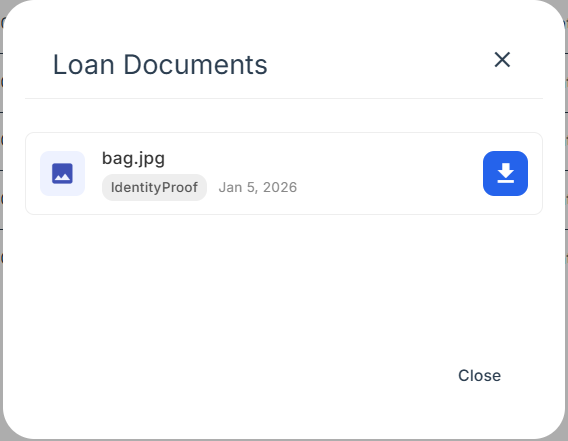 Loan Documents
bag.jpg
IdentityProof Jan 5, 2026
Close